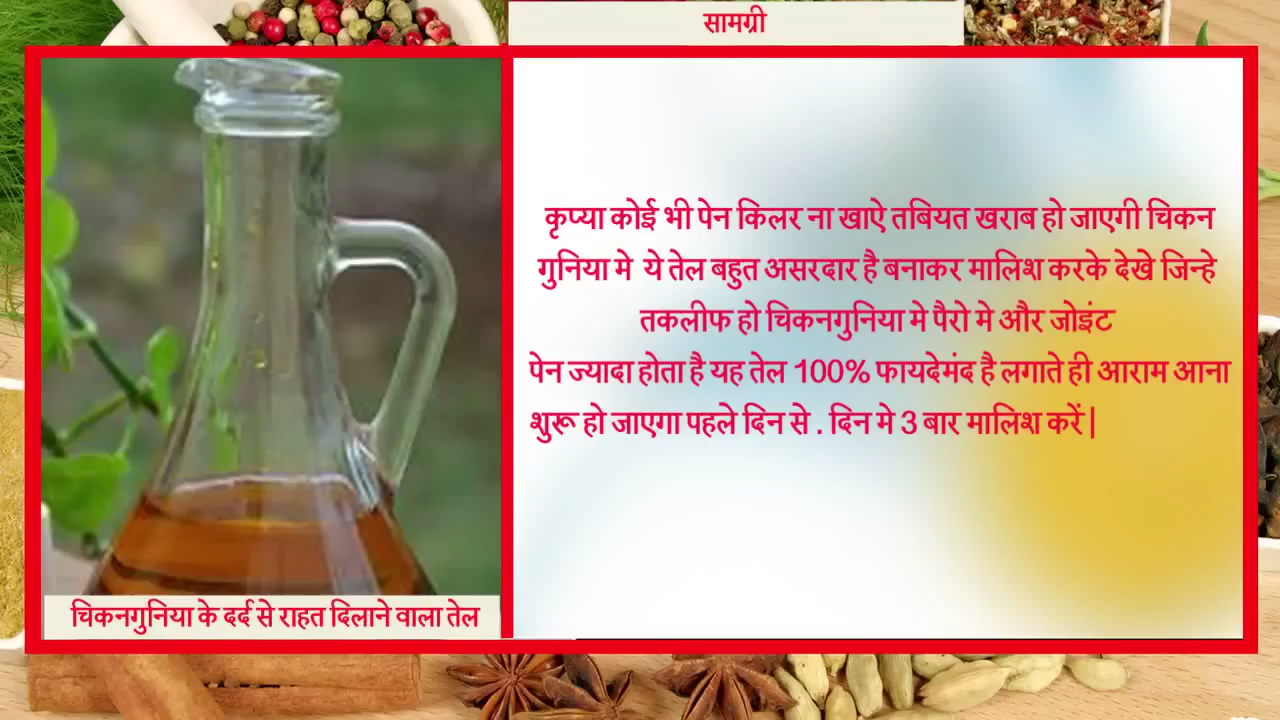 सामग्री
कृप्या कोई भी पेन किलर ना खाऐ तबियत खराब हो जाएगी चिकन
गुनिया मे ये तेल बहुत असरदार है बनाकर मालिश करके देखे जिन्हे
तकलीफ हो चिकनगुनिया मे पैरो मे और जोइंट
पेन ज्यादा होता है यह तेल 100% फायदेमंद है लगाते ही आराम आना
शुरू हो जाएगा पहले दिन से . दिन मे 3 बार मालिश करें |
चिकनगुनिया के दर्द से राहत दिलाने वाला तेल